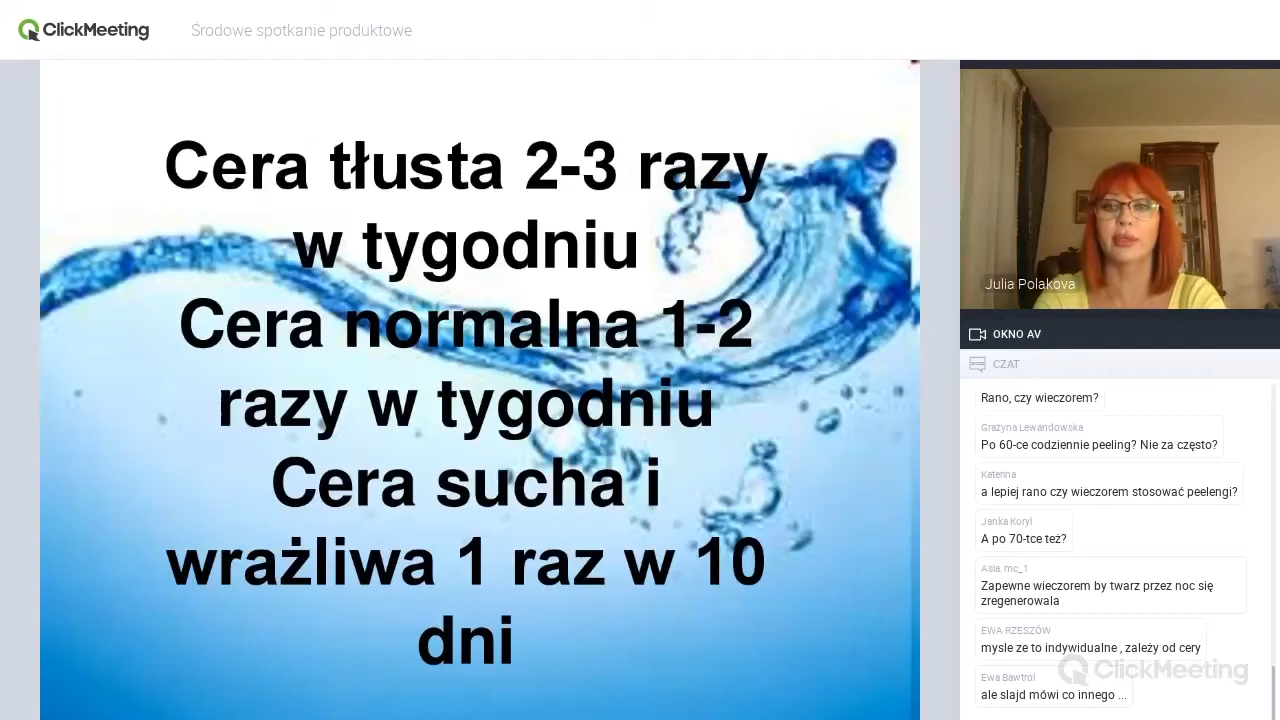 ClickMeeting
Środowe spotkanie produktowe
Cera tłusta 2-3 razy
w tygodniu
Cera normalna 1-2
razy w tygodniu
Cera sucha i
wrażliwa 1 raz w 10
dni
Julia Polakova
OKNO AV
CZAT
Rano, czy wieczorem?
Grażyna Lewandowska
Po 60-ce codziennie peeling? Nie za często?
Katerina
a lepiej rano czy wieczorem stosować peelengi?
Janka Koryl
A po 70-tce też?
Asia, mc_1
Zapewne wieczorem by twarz przez noc się
zregenerowala
EWA RZESZÓW
mysle ze to indywidualne , zależy od cery
ClickMeeting
Ewa Bawtrol
ale slajd mówi co innego ...